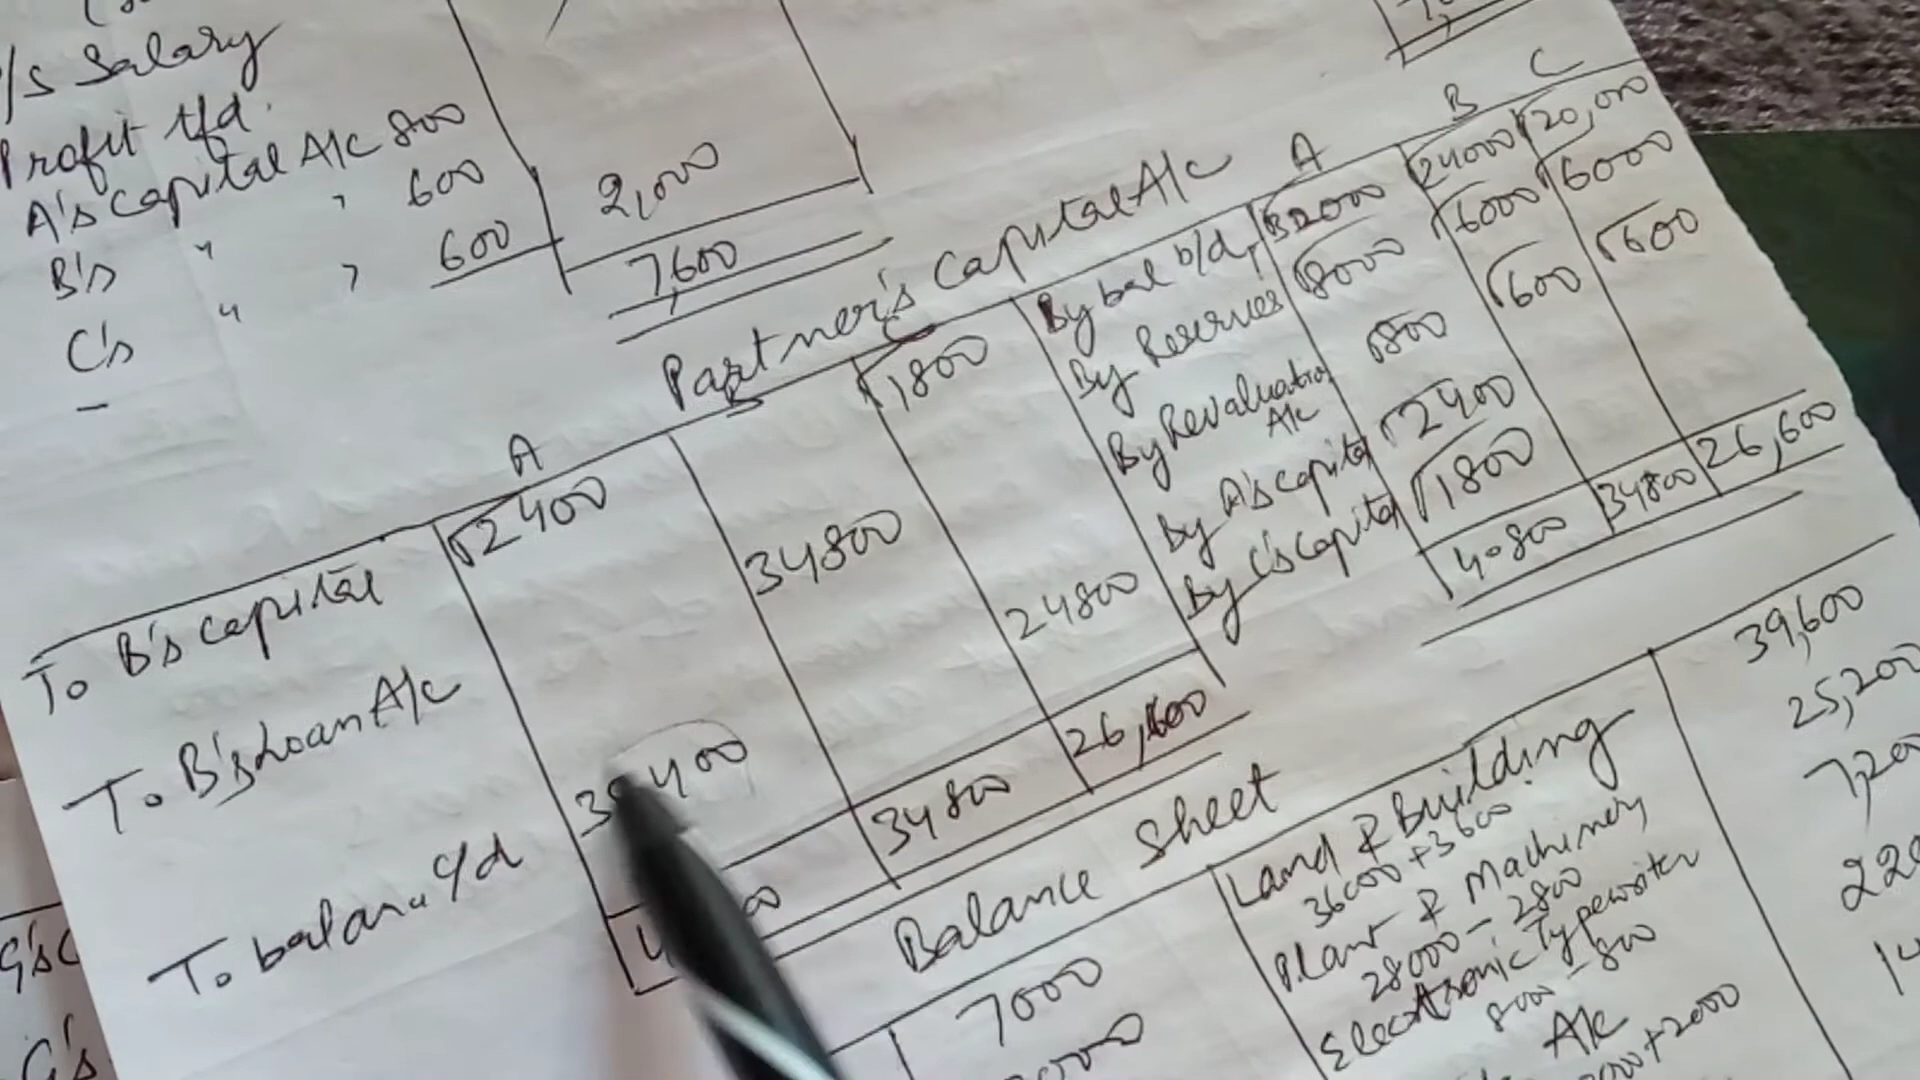 Salary
Profit t/d.
A's Capital A/c 800
B's " ' 600 2,000
C's " , 600
7,600
Partner's Capital A/c
A B C A B C
To B's Capital 2400 1800 By bal b/d, 32000 24000 20,000
To B's Loan A/c 34800 By Reserves 8000 6000 6000
By Revaluation A/c 800 600 600
By A's capital 2400
To balance c/d 400 24800 By C's Capital 1800
34800 26,600 40800 34800 26,600
Balance Sheet
7000 Land & Building 39,600
36000 + 3600
Plant & Machinery 25,200
28000 - 2800
Electronic Typewriter
8000 - 800
A/c
+2000